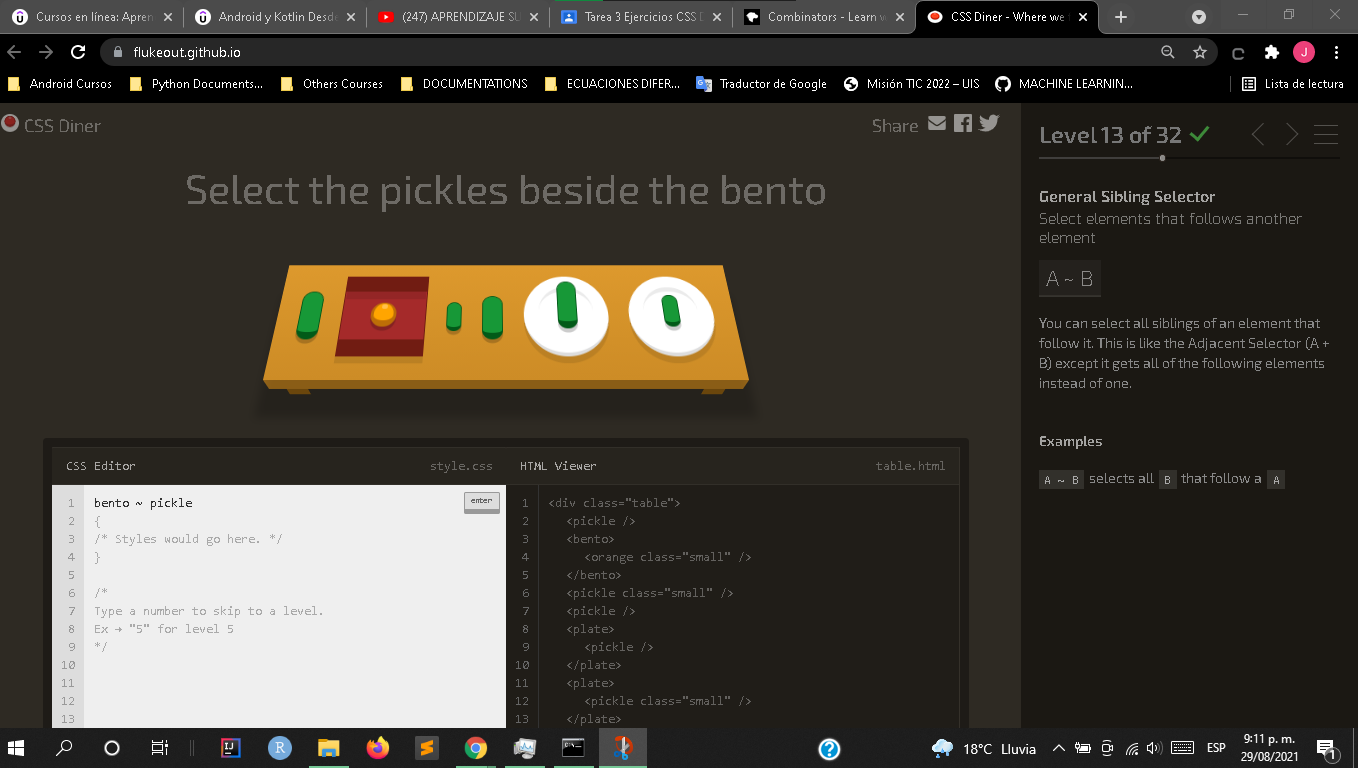 Cursos en línea: Apren
Android y Kotlin Desde
(247) APRENDIZAJE SU
Tarea 3 Ejercicios CSS D
Combinators - Learn w
CSS Diner - Where we f
flukeout.github.io
J
Android Cursos
Python Documents...
Others Courses
DOCUMENTATIONS
ECUACIONES DIFER...
Traductor de Google
Misión TIC 2022 – UIS
MACHINE LEARNIN...
Lista de lectura
CSS Diner
Share
Select the pickles beside the bento
Level 13 of 32
General Sibling Selector
Select elements that follows another
element
A ~ B
You can select all siblings of an element that
follow it. This is like the Adjacent Selector (A +
B) except it gets all of the following elements
instead of one.
Examples
A ~ B selects all B that follow a A
CSS Editor
style.css
1 bento ~ pickle
enter
2 {
3 /* Styles would go here. */
4 }
5
6 /*
7 Type a number to skip to a level.
8 Ex → "5" for level 5
9 */
10
11
12
13
HTML Viewer
table.html
1 <div class="table">
2 <pickle />
3 <bento>
4 <orange class="small" />
5 </bento>
6 <pickle class="small" />
7 <pickle />
8 <plate>
9 <pickle />
10 </plate>
11 <plate>
12 <pickle class="small" />
13 </plate>
18°C Lluvia
ESP
9:11 p. m.
29/08/2021
1